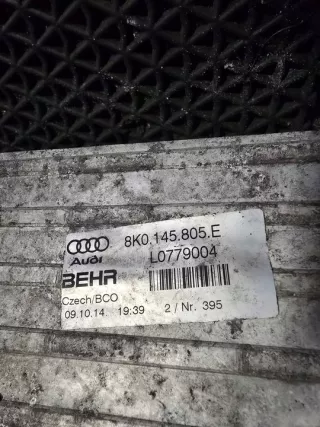 8K0.145.805.E
Audi
L0779004
BEHR
Czech/BCO
09.10.14 19:39 2/Nr. 395